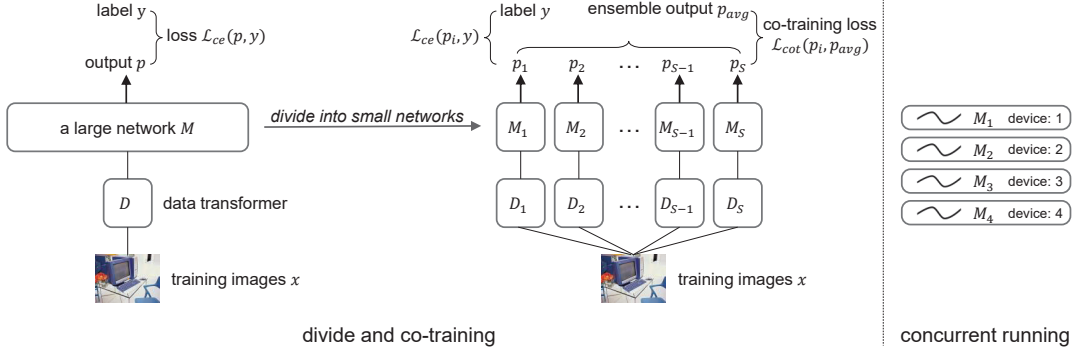 label y
loss ℒce(p, y)
output p
a large network M
D
data transformer
training images x
divide into small networks
label y
ensemble output pavg
co-training loss
ℒce(pi, y)
ℒcot(pi, pavg)
p1 p2 ... pS−1 pS
M1 M2 ... MS−1 MS
D1 D2 ... DS−1 DS
training images x
divide and co-training
M1 device: 1
M2 device: 2
M3 device: 3
M4 device: 4
concurrent running